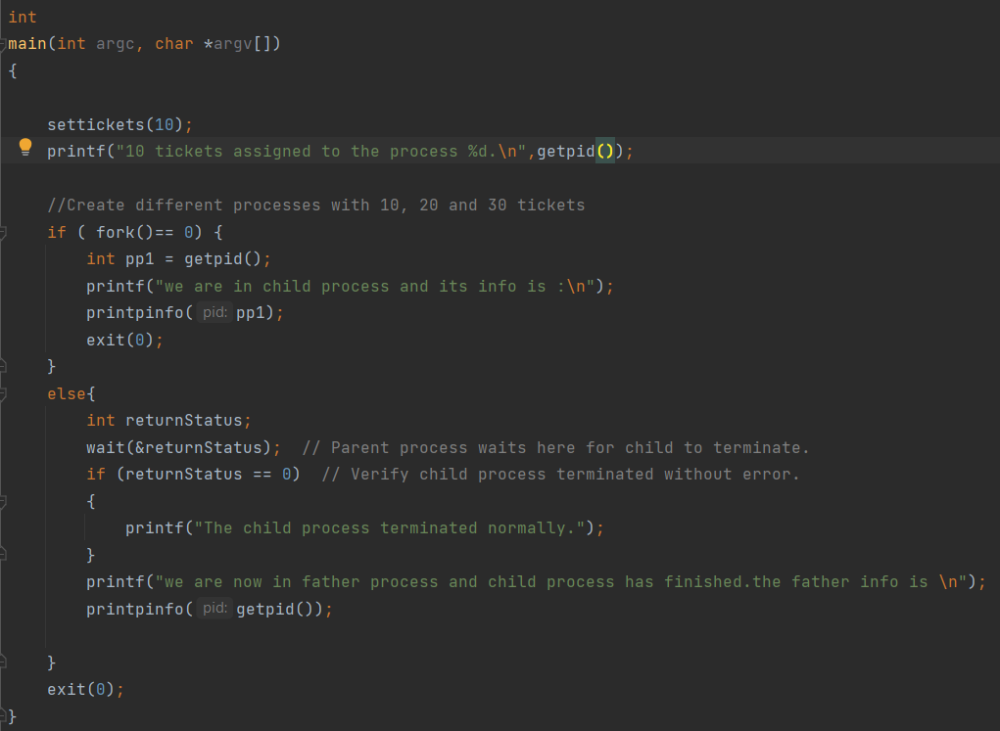 int
main(int argc, char *argv[])
{
settickets(10);
printf("10 tickets assigned to the process %d.\n",getpid());
//Create different processes with 10, 20 and 30 tickets
if ( fork()== 0) {
int pp1 = getpid();
printf("we are in child process and its info is :\n");
printpinfo( pid: pp1);
exit(0);
}
else{
int returnStatus;
wait(&returnStatus);  // Parent process waits here for child to terminate.
if (returnStatus == 0)  // Verify child process terminated without error.
{
printf("The child process terminated normally.");
}
printf("we are now in father process and child process has finished.the father info is \n");
printpinfo( pid: getpid());
}
exit(0);
}